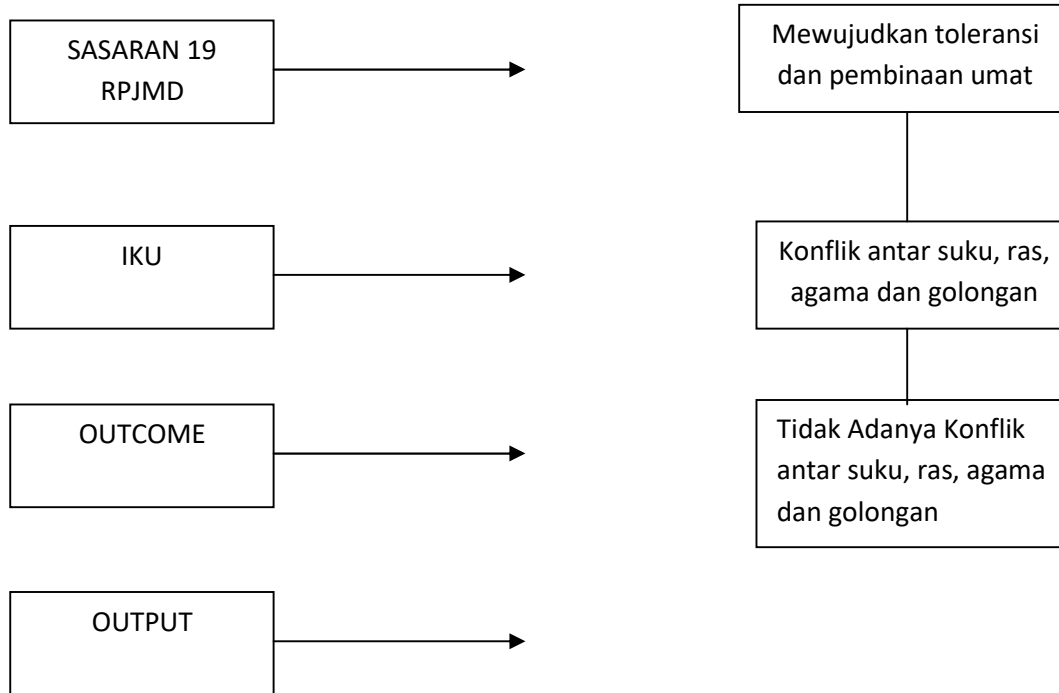 SASARAN 19
RPJMD
Mewujudkan toleransi
dan pembinaan umat
IKU
Konflik antar suku, ras,
agama dan golongan
OUTCOME
Tidak Adanya Konflik
antar suku, ras, agama
dan golongan
OUTPUT